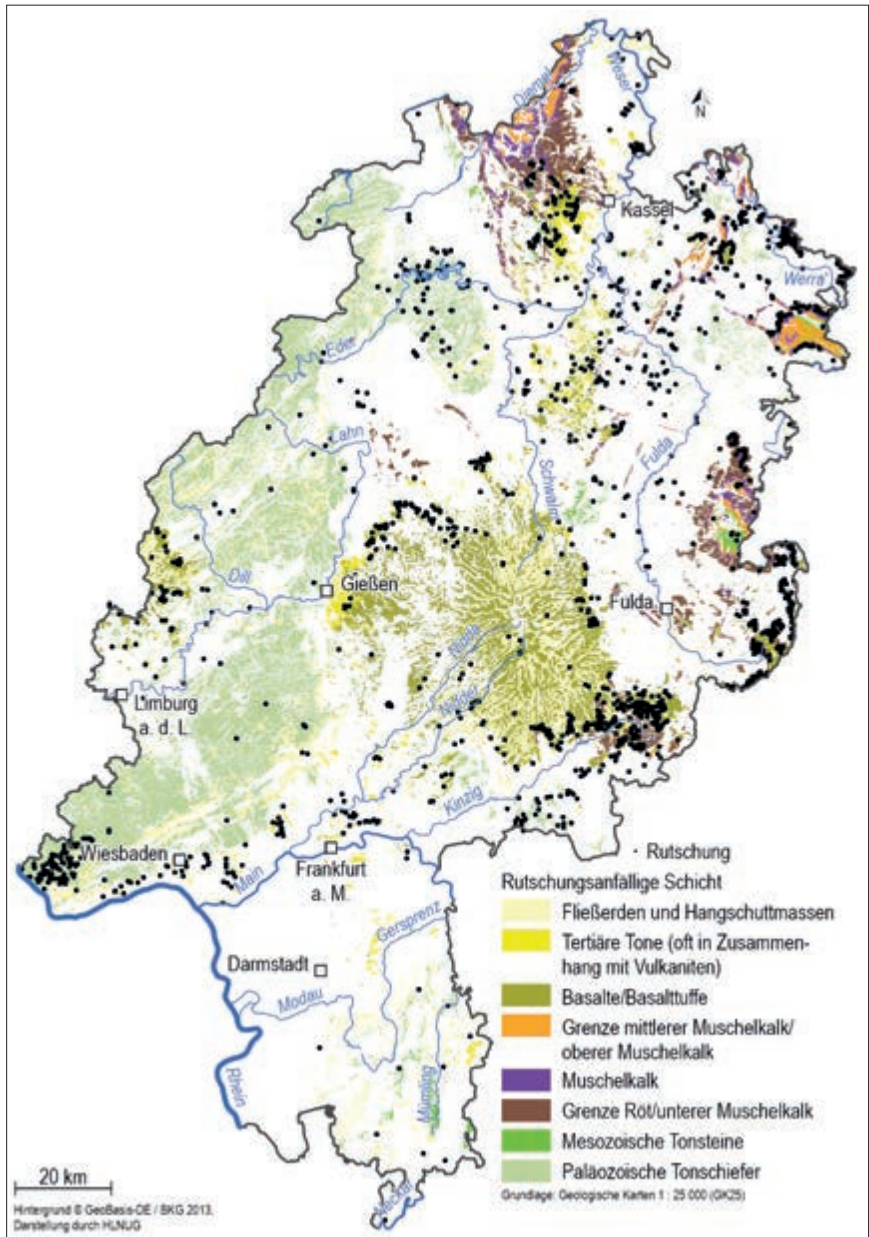 Diemel
Weser
N
Kassel
Werra
Eder
Fulda
Lahn
Schwalm
Dill
Gießen
Fulda
Nidda
Nidder
Limburg
a. d. L.
Kinzig
Wiesbaden
Main
Frankfurt
a. M.
Gersprenz
Darmstadt
Modau
Rhein
Mümling
Neckar
Rutschung
Rutschungsanfällige Schicht
Fließerden und Hangschuttmassen
Tertiäre Tone (oft in Zusammen-
hang mit Vulkaniten)
Basalte/Basalttuffe
Grenze mittlerer Muschelkalk/
oberer Muschelkalk
Muschelkalk
Grenze Röt/unterer Muschelkalk
Mesozoische Tonsteine
Paläozoische Tonschiefer
Grundlage: Geologische Karten 1 : 25 000 (GK25)
20 km
Hintergrund © GeoBasis-DE / BKG 2013,
Darstellung durch HLNUG